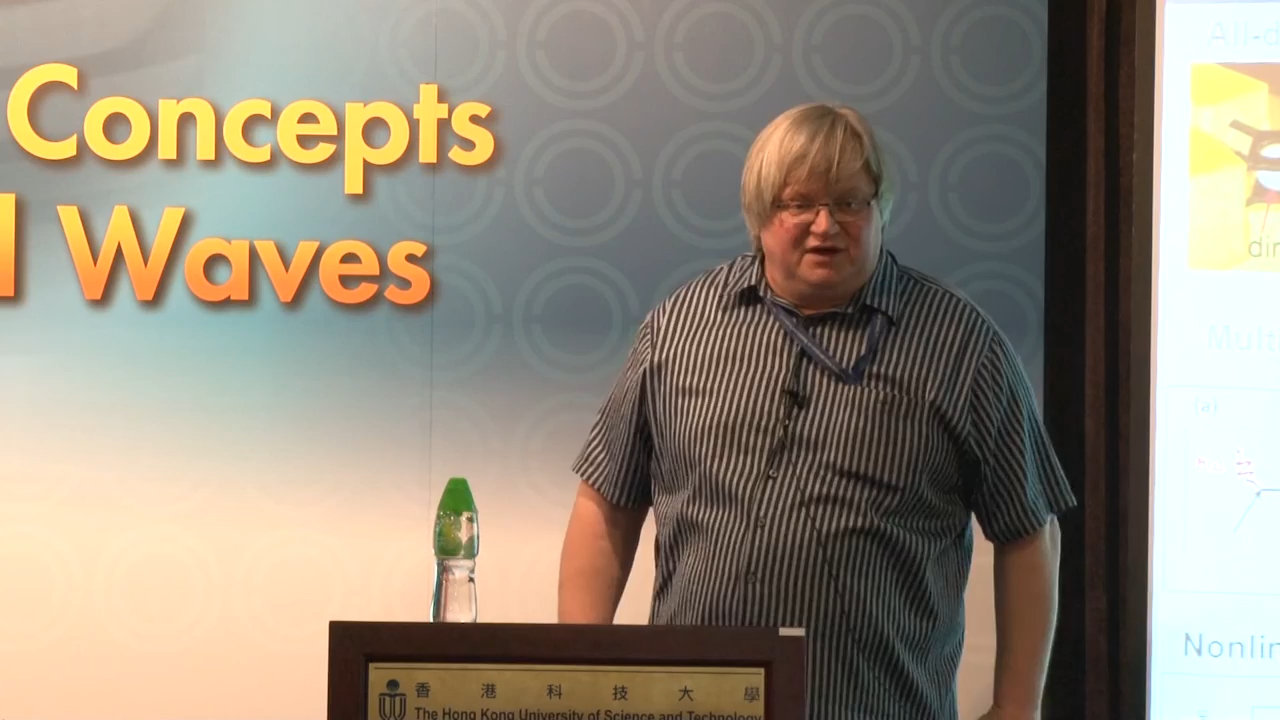 Concepts
Waves
All-d
dir
Mult
(a)
Nonlin
香港科技大學
The Hong Kong University of Science and Technology